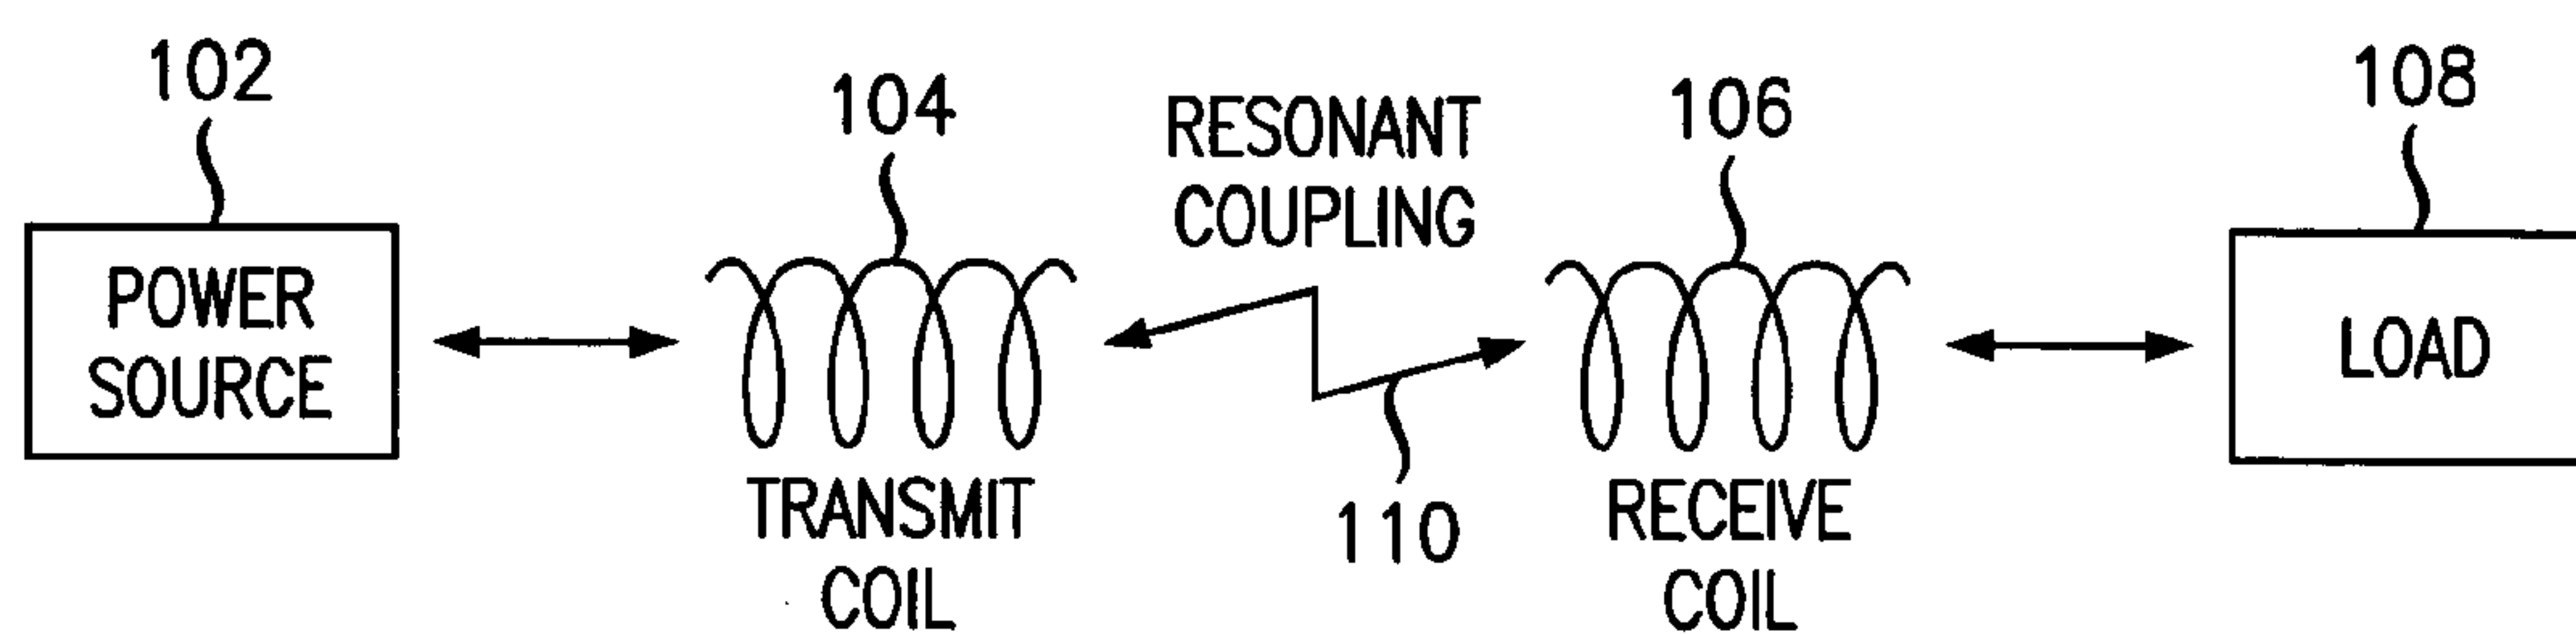 102
104
RESONANT
COUPLING
106
108
POWER
SOURCE
LOAD
TRANSMIT
COIL
110
RECEIVE
COIL